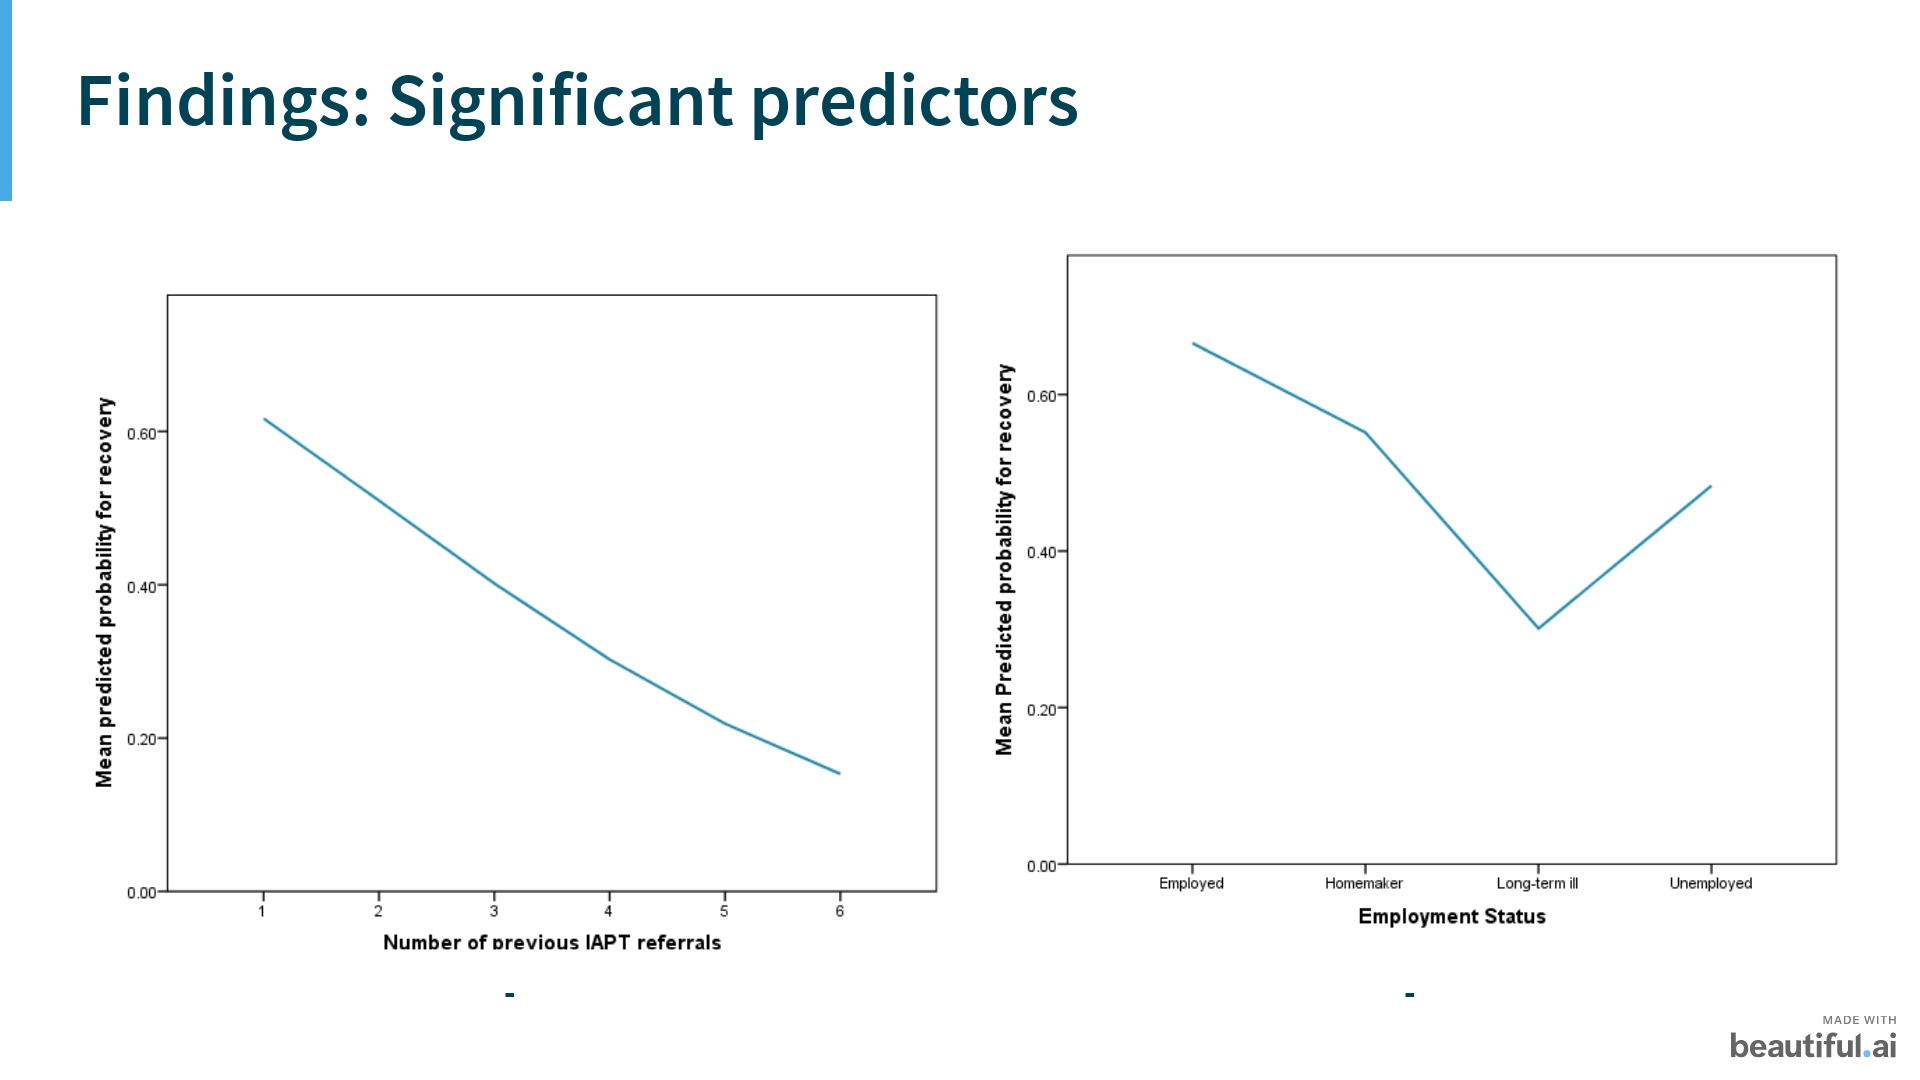 Findings: Significant predictors
Mean predicted probability for recovery
0.60
0.40
0.20
0.00
1 2 3 4 5 6
Number of previous IAPT referrals
-
Mean Predicted probability for recovery
0.60
0.40
0.20
0.00
Employed Homemaker Long-term ill Unemployed
Employment Status
-
MADE WITH
beautiful.ai